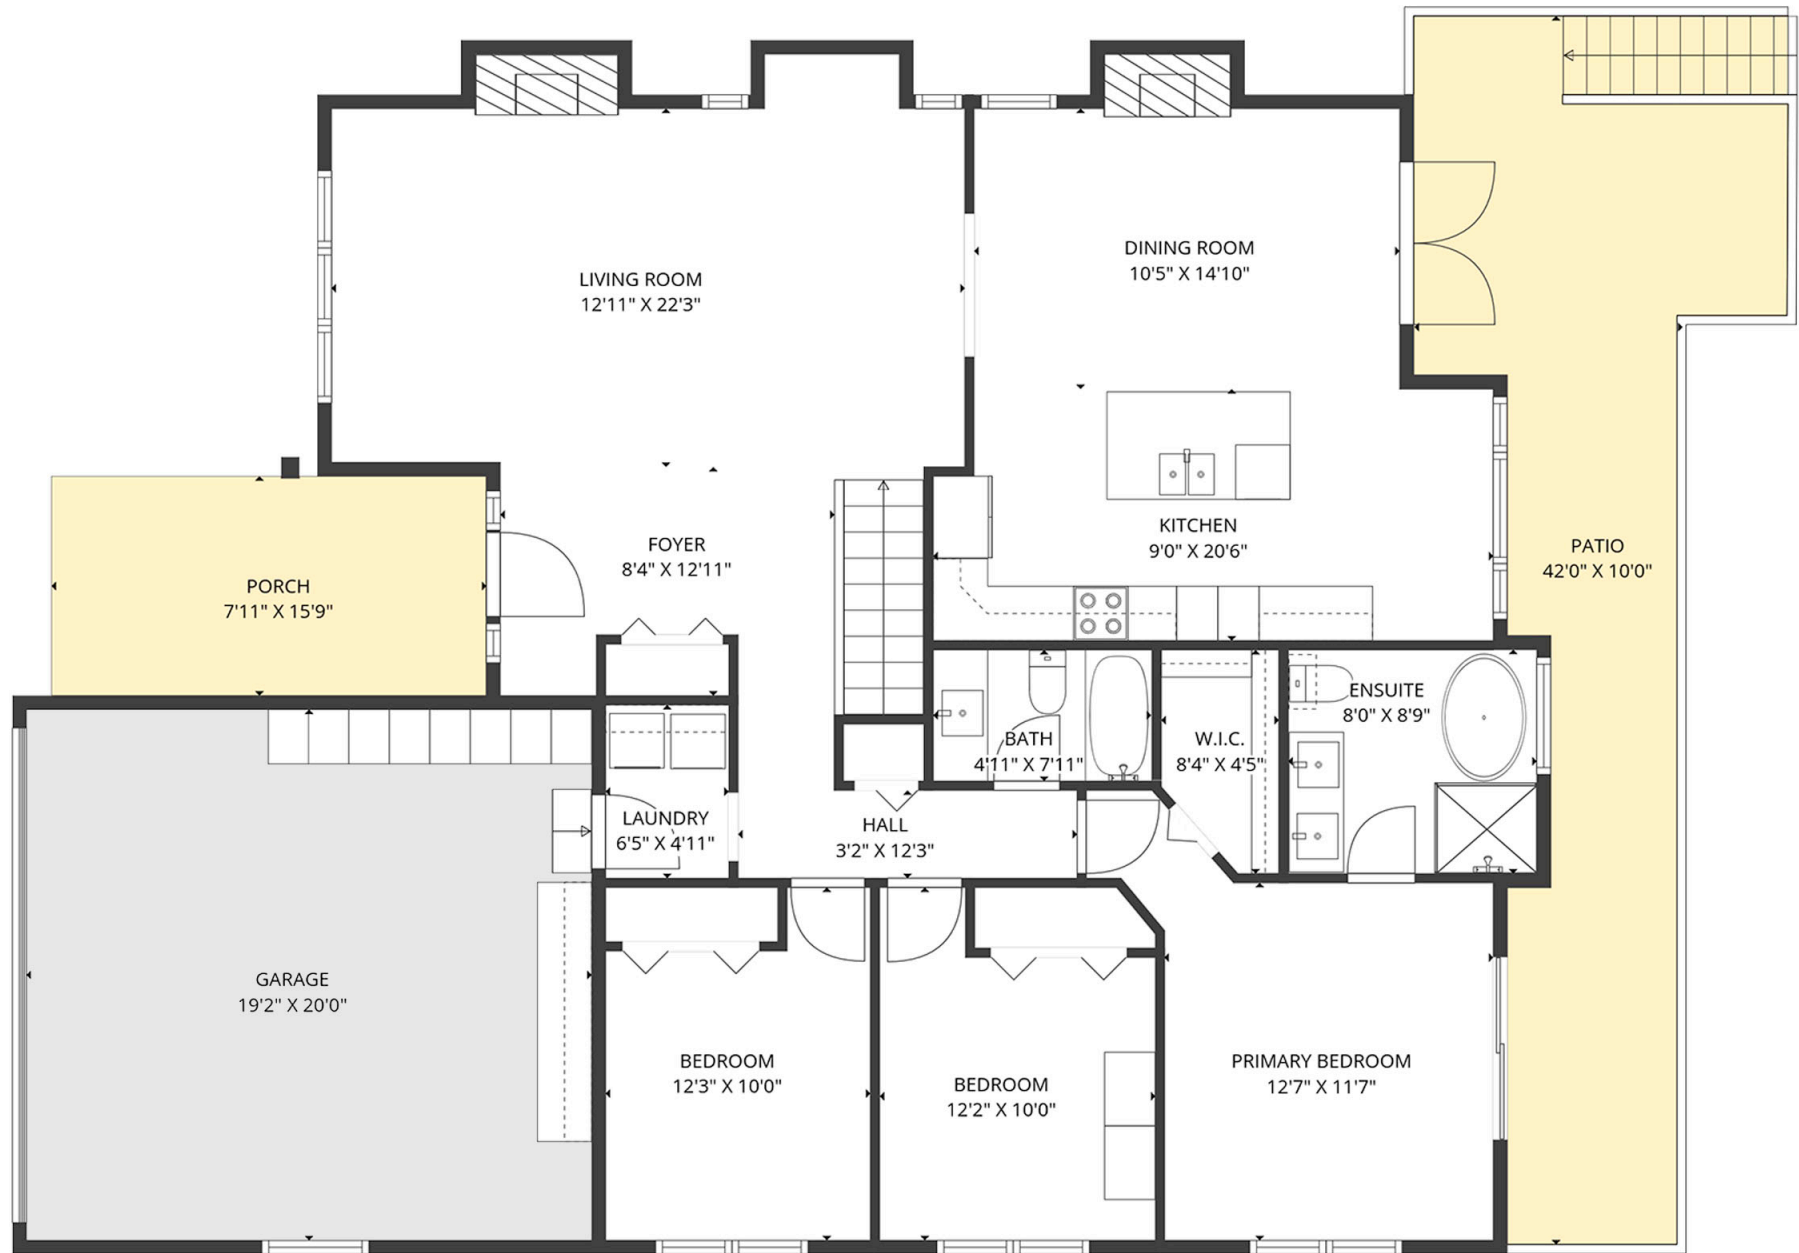 LIVING ROOM
12'11" X 22'3"
DINING ROOM
10'5" X 14'10"
KITCHEN
9'0" X 20'6"
FOYER
8'4" X 12'11"
PORCH
7'11" X 15'9"
PATIO
42'0" X 10'0"
ENSUITE
8'0" X 8'9"
BATH
4'11" X 7'11"
W.I.C.
8'4" X 4'5"
LAUNDRY
6'5" X 4'11"
HALL
3'2" X 12'3"
GARAGE
19'2" X 20'0"
BEDROOM
12'3" X 10'0"
BEDROOM
12'2" X 10'0"
PRIMARY BEDROOM
12'7" X 11'7"